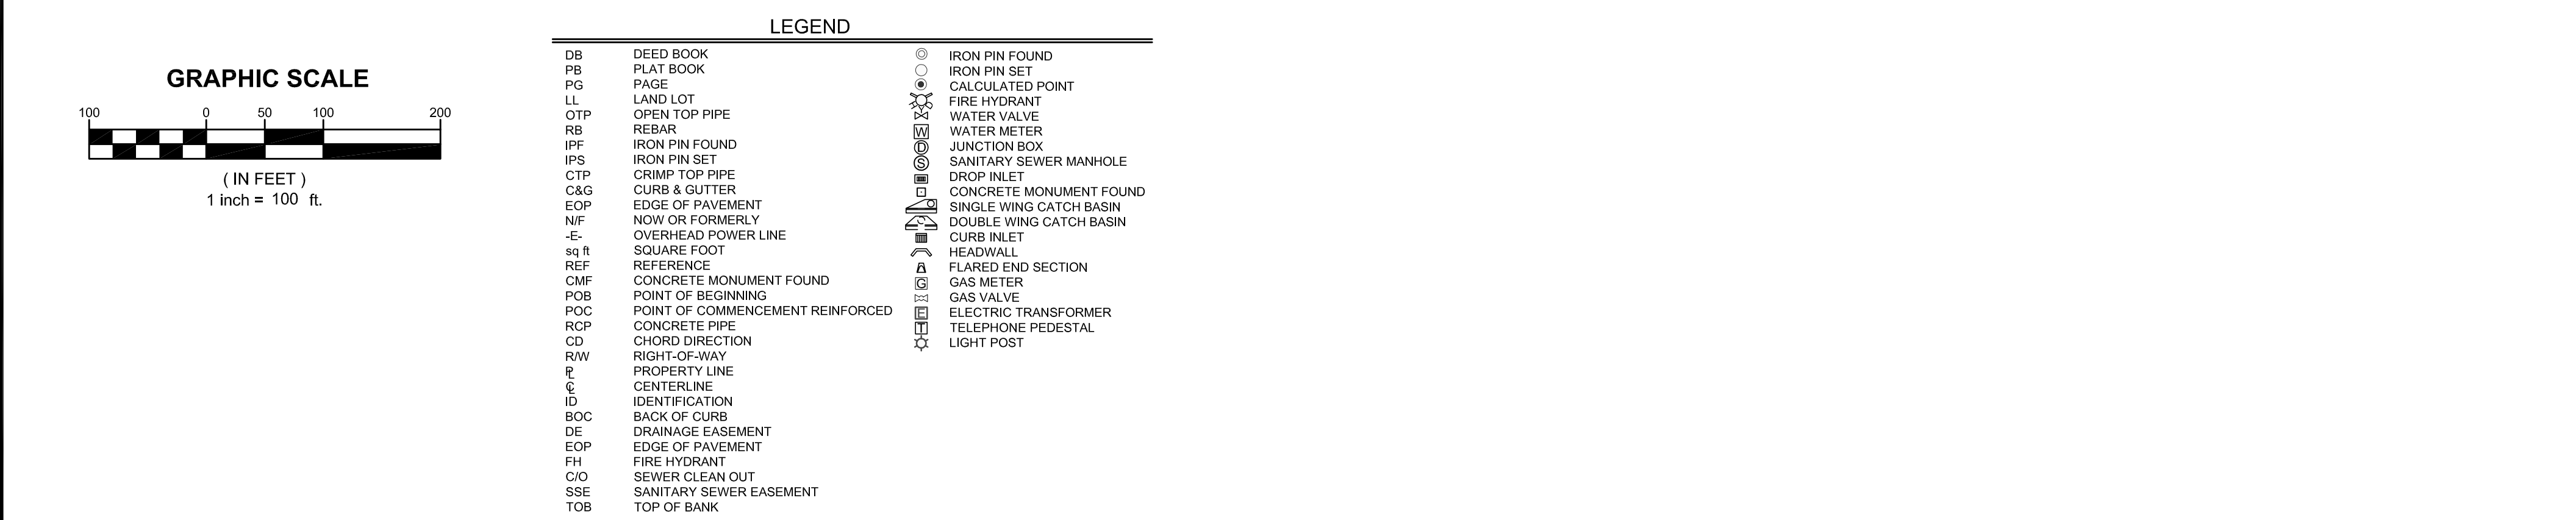 GRAPHIC SCALE
100 0 50 100 200
( IN FEET )
1 inch = 100 ft.
LEGEND
DB DEED BOOK
PB PLAT BOOK
PG PAGE
LL LAND LOT
OTP OPEN TOP PIPE
RB REBAR
IPF IRON PIN FOUND
IPS IRON PIN SET
CTP CRIMP TOP PIPE
C&G CURB & GUTTER
EOP EDGE OF PAVEMENT
N/F NOW OR FORMERLY
-E- OVERHEAD POWER LINE
sq ft SQUARE FOOT
REF REFERENCE
CMF CONCRETE MONUMENT FOUND
POB POINT OF BEGINNING
POC POINT OF COMMENCEMENT REINFORCED
RCP CONCRETE PIPE
CD CHORD DIRECTION
R/W RIGHT-OF-WAY
PL PROPERTY LINE
CL CENTERLINE
ID IDENTIFICATION
BOC BACK OF CURB
DE DRAINAGE EASEMENT
EOP EDGE OF PAVEMENT
FH FIRE HYDRANT
C/O SEWER CLEAN OUT
SSE SANITARY SEWER EASEMENT
TOB TOP OF BANK
IRON PIN FOUND
IRON PIN SET
CALCULATED POINT
FIRE HYDRANT
WATER VALVE
W WATER METER
D JUNCTION BOX
S SANITARY SEWER MANHOLE
DROP INLET
CONCRETE MONUMENT FOUND
SINGLE WING CATCH BASIN
DOUBLE WING CATCH BASIN
CURB INLET
HEADWALL
FLARED END SECTION
G GAS METER
GAS VALVE
E ELECTRIC TRANSFORMER
T TELEPHONE PEDESTAL
LIGHT POST